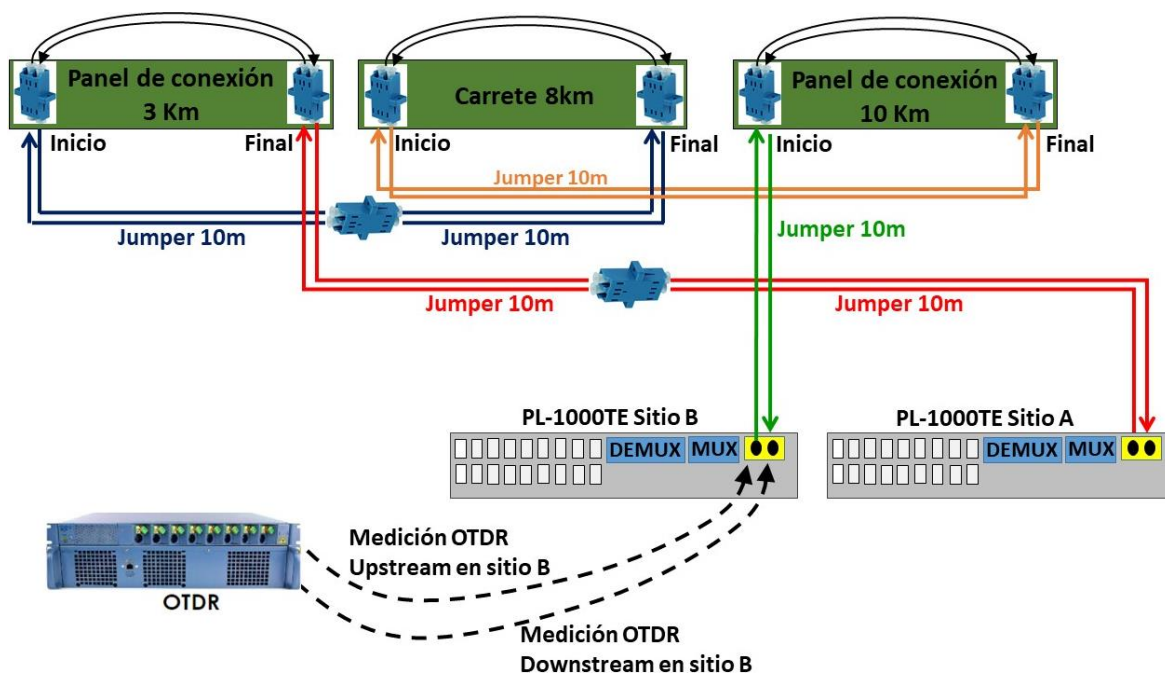 Panel de conexión
3 Km
Carrete 8km
Panel de conexión
10 Km
Inicio
Final
Inicio
Final
Inicio
Final
Jumper 10m
Jumper 10m
Jumper 10m
Jumper 10m
Jumper 10m
Jumper 10m
PL-1000TE Sitio B
PL-1000TE Sitio A
DEMUX
MUX
DEMUX
MUX
Medición OTDR
Upstream en sitio B
OTDR
Medición OTDR
Downstream en sitio B